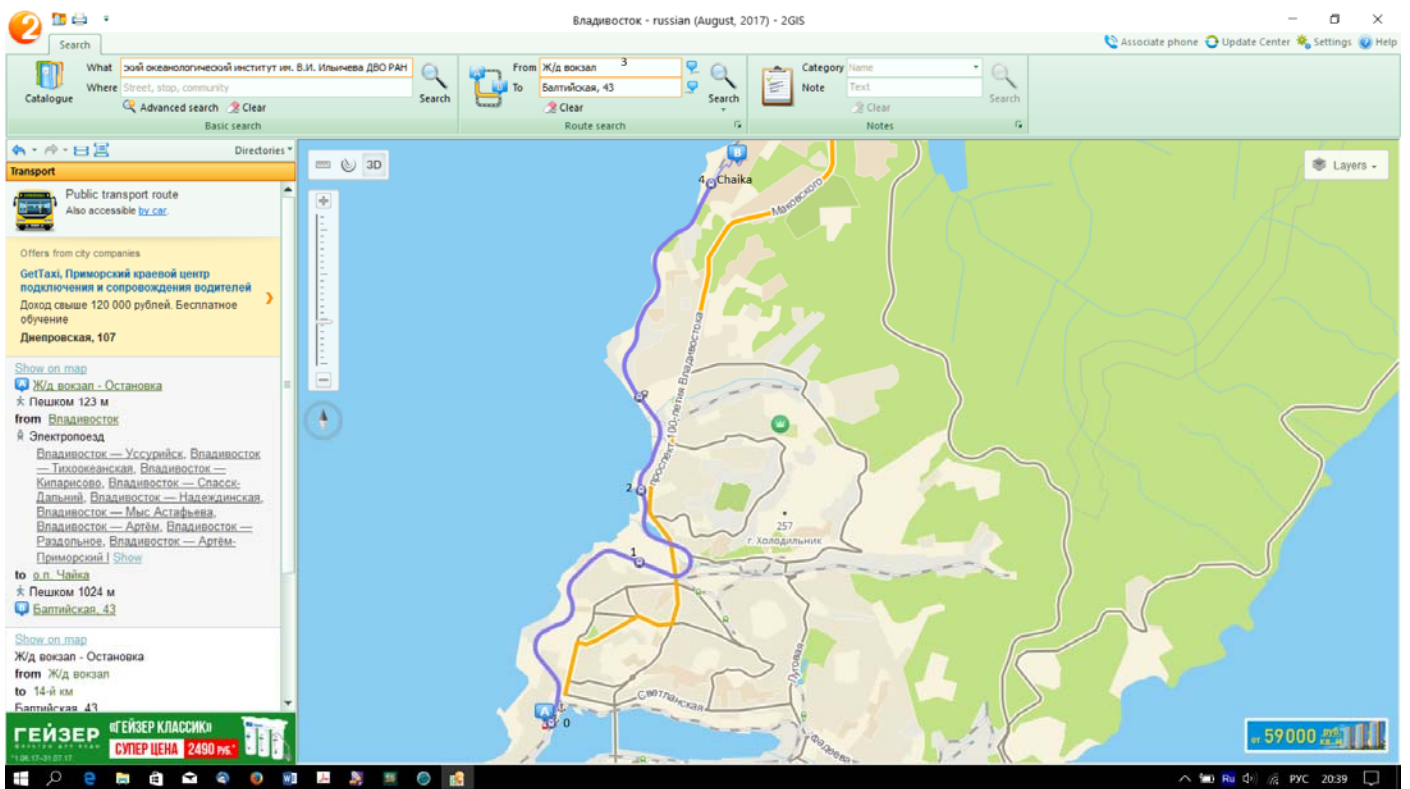 Владивосток - russian (August, 2017) - 2GIS
Search
Associate phone
Update Center
Settings
Help
Catalogue
What
ский океанологический институт им. В.И. Ильичева ДВО РАН
Where
Street, stop, community
Advanced search
Clear
Search
Basic search
From
Ж/д вокзал
3
To
Балтийская, 43
Clear
Search
Route search
Category
Name
Note
Text
Clear
Search
Notes
Directories
Transport
Public transport route
Also accessible by car.
Offers from city companies
GetTaxi, Приморский краевой центр
подключения и сопровождения водителей
Доход свыше 120 000 рублей. Бесплатное
обучение
Днепровская, 107
Show on map
A Ж/д вокзал - Остановка
Пешком 123 м
from Владивосток
Электропоезд
Владивосток — Уссурийск, Владивосток
— Тихоокеанская, Владивосток —
Кипарисово, Владивосток — Спасск-
Дальний, Владивосток — Надеждинская,
Владивосток — Мыс Астафьева,
Владивосток — Артём, Владивосток —
Раздольное, Владивосток — Артём-
Приморский I Show
to о.п. Чайка
Пешком 1024 м
B Балтийская, 43
Show on map
Ж/д вокзал - Остановка
from Ж/д вокзал
to 14-й км
Балтийская, 43
ГЕЙЗЕР
«ГЕЙЗЕР КЛАССИК»
СУПЕР ЦЕНА 2490 РУБ.*
3D
Layers
B
4 Chaika
Маковского
проспект 100-летия Владивостока
2
257
г. Холодильник
1
Луговая
Светланская
A
0
Фадеева
от 59000 руб. кв. м
Ru
РУС
20:39